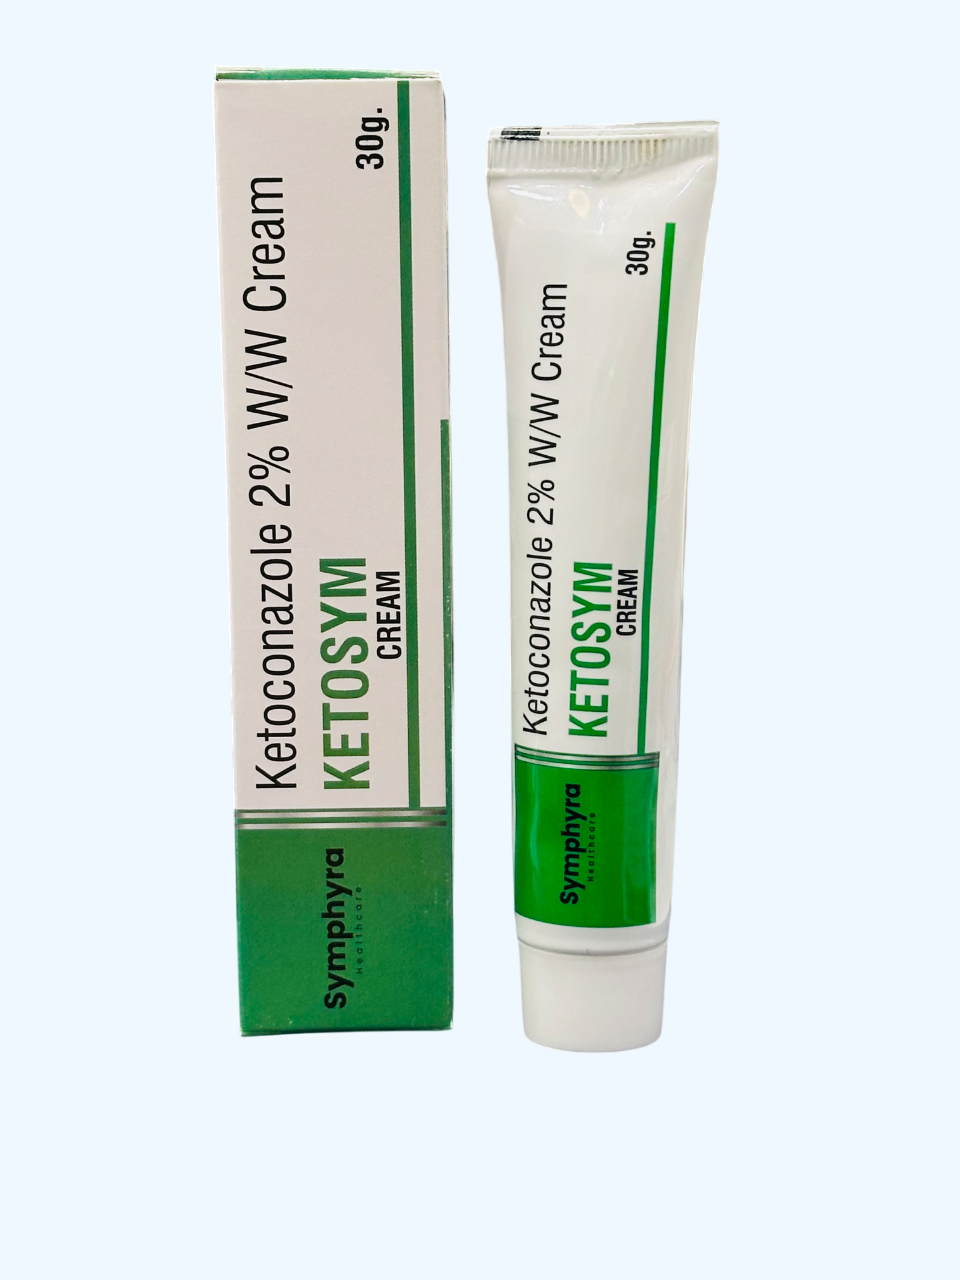 Ketoconazole 2% W/W Cream
KETOSYM
CREAM
30g.
Symphyra
Healthcare
Ketoconazole 2% W/W Cream
KETOSYM
CREAM
30g.
Symphyra
Healthcare